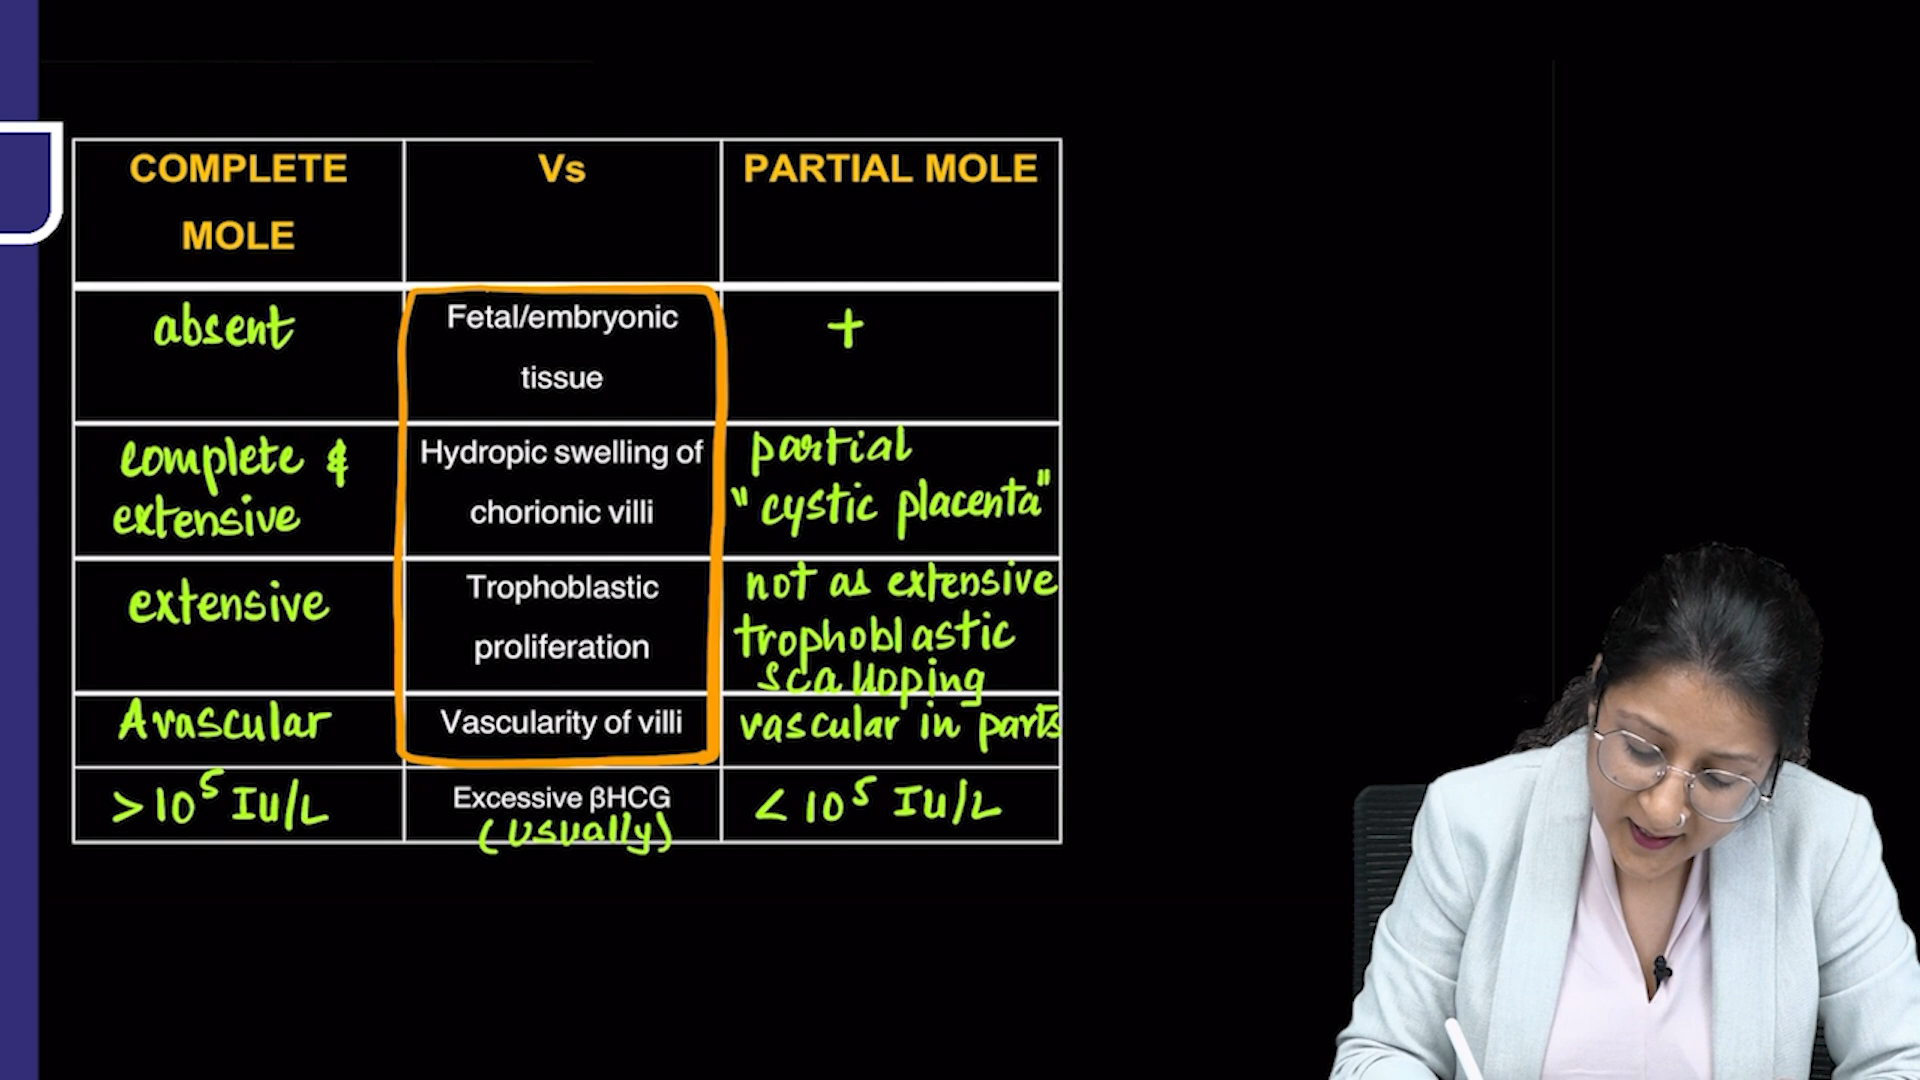 COMPLETE MOLE
Vs
PARTIAL MOLE
absent
Fetal/embryonic
tissue
+
complete &
extensive
Hydropic swelling of
chorionic villi
partial
"cystic placenta"
extensive
Trophoblastic
proliferation
not as extensive
trophoblastic
scalloping
Avascular
Vascularity of villi
vascular in parts
>10⁵ IU/L
Excessive βHCG
(usually)
<10⁵ IU/L